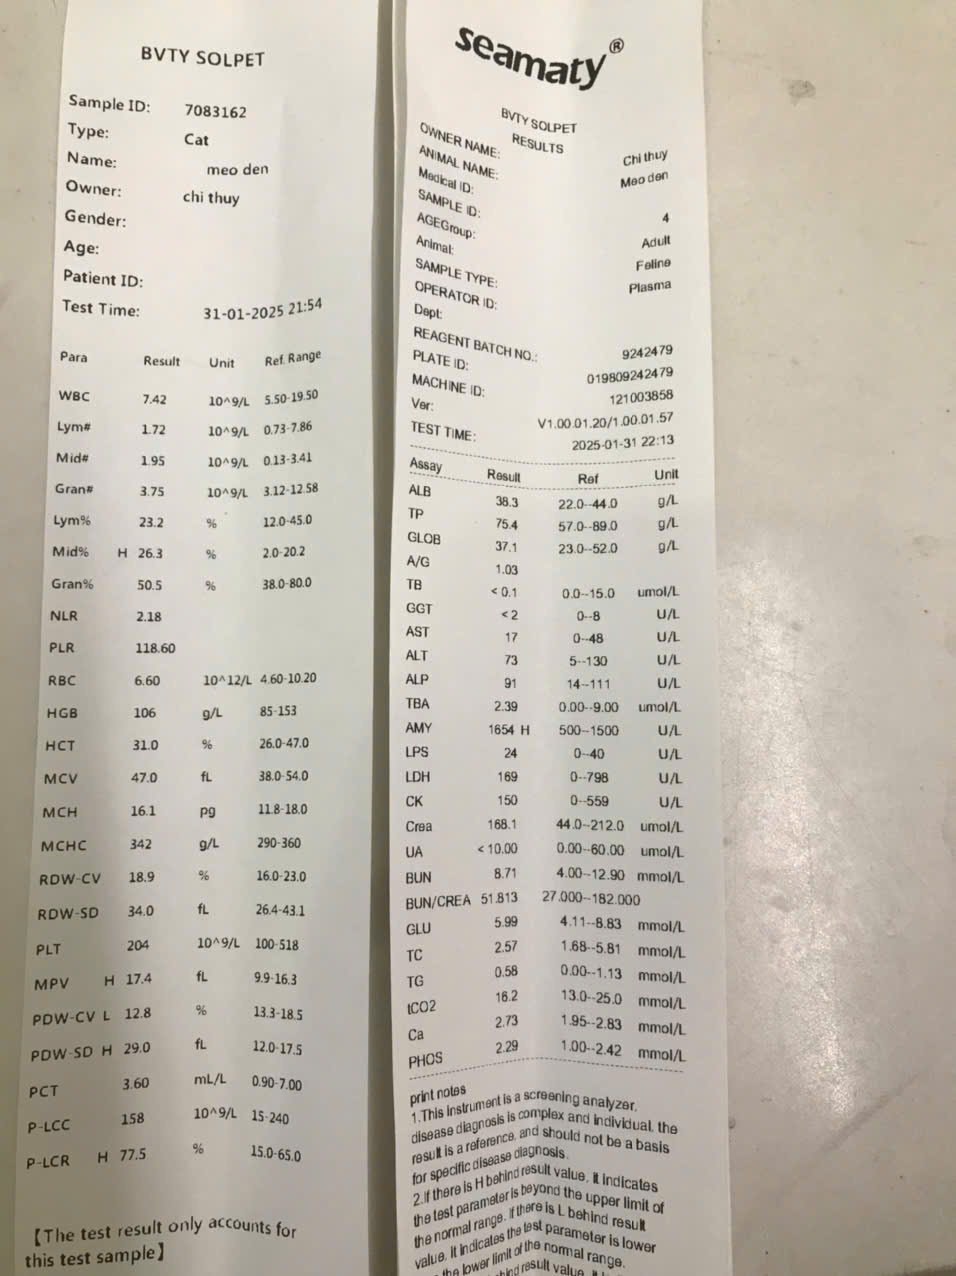 BVTY SOLPET
Sample ID: 7083162
Type: Cat
Name: meo den
Owner: chi thuy
Gender:
Age:
Patient ID:
Test Time: 31-01-2025 21:54
Para Result Unit Ref. Range
WBC 7.42 10^9/L 5.50-19.50
Lym# 1.72 10^9/L 0.73-7.86
Mid# 1.95 10^9/L 0.13-3.41
Gran# 3.75 10^9/L 3.12-12.58
Lym% 23.2 % 12.0-45.0
Mid% H 26.3 % 2.0-20.2
Gran% 50.5 % 38.0-80.0
NLR 2.18
PLR 118.60
RBC 6.60 10^12/L 4.60-10.20
HGB 106 g/L 85-153
HCT 31.0 % 26.0-47.0
MCV 47.0 fL 38.0-54.0
MCH 16.1 pg 11.8-18.0
MCHC 342 g/L 290-360
RDW-CV 18.9 % 16.0-23.0
RDW-SD 34.0 fL 26.4-43.1
PLT 204 10^9/L 100-518
MPV H 17.4 fL 9.9-16.3
PDW-CV L 12.8 % 13.3-18.5
PDW-SD H 29.0 fL 12.0-17.5
PCT 3.60 mL/L 0.90-7.00
P-LCC 158 10^9/L 15-240
P-LCR H 77.5 % 15.0-65.0
【The test result only accounts for
this test sample】
seamaty®
BVTY SOLPET
RESULTS
OWNER NAME: Chi thuy
ANIMAL NAME: Meo den
Medical ID:
SAMPLE ID: 4
AGEGroup: Adult
Animal: Feline
SAMPLE TYPE: Plasma
OPERATOR ID:
Dept:
REAGENT BATCH NO.: 9242479
PLATE ID: 019809242479
MACHINE ID: 121003858
Ver: V1.00.01.20/1.00.01.57
TEST TIME: 2025-01-31 22:13
Assay Result Ref Unit
ALB 38.3 22.0--44.0 g/L
TP 75.4 57.0--89.0 g/L
GLOB 37.1 23.0--52.0 g/L
A/G 1.03
TB <0.1 0.0--15.0 umol/L
GGT <2 0--8 U/L
AST 17 0--48 U/L
ALT 73 5--130 U/L
ALP 91 14--111 U/L
TBA 2.39 0.00--9.00 umol/L
AMY 1654 H 500--1500 U/L
LPS 24 0--40 U/L
LDH 169 0--798 U/L
CK 150 0--559 U/L
Crea 168.1 44.0--212.0 umol/L
UA <10.00 0.00--60.00 umol/L
BUN 8.71 4.00--12.90 mmol/L
BUN/CREA 51.813 27.000--182.000
GLU 5.99 4.11--8.83 mmol/L
TC 2.57 1.68--5.81 mmol/L
TG 0.58 0.00--1.13 mmol/L
tCO2 16.2 13.0--25.0 mmol/L
Ca 2.73 1.95--2.83 mmol/L
PHOS 2.29 1.00--2.42 mmol/L
print notes
1.This instrument is a screening analyzer,
disease diagnosis is complex and individual, the
result is a reference, and should not be a basis
for specific disease diagnosis.
2.If there is H behind result value, It indicates
the test parameter is beyond the upper limit of
the normal range. If there is L behind result
value, It indicates the test parameter is lower
the lower limit of the normal range.
result value,